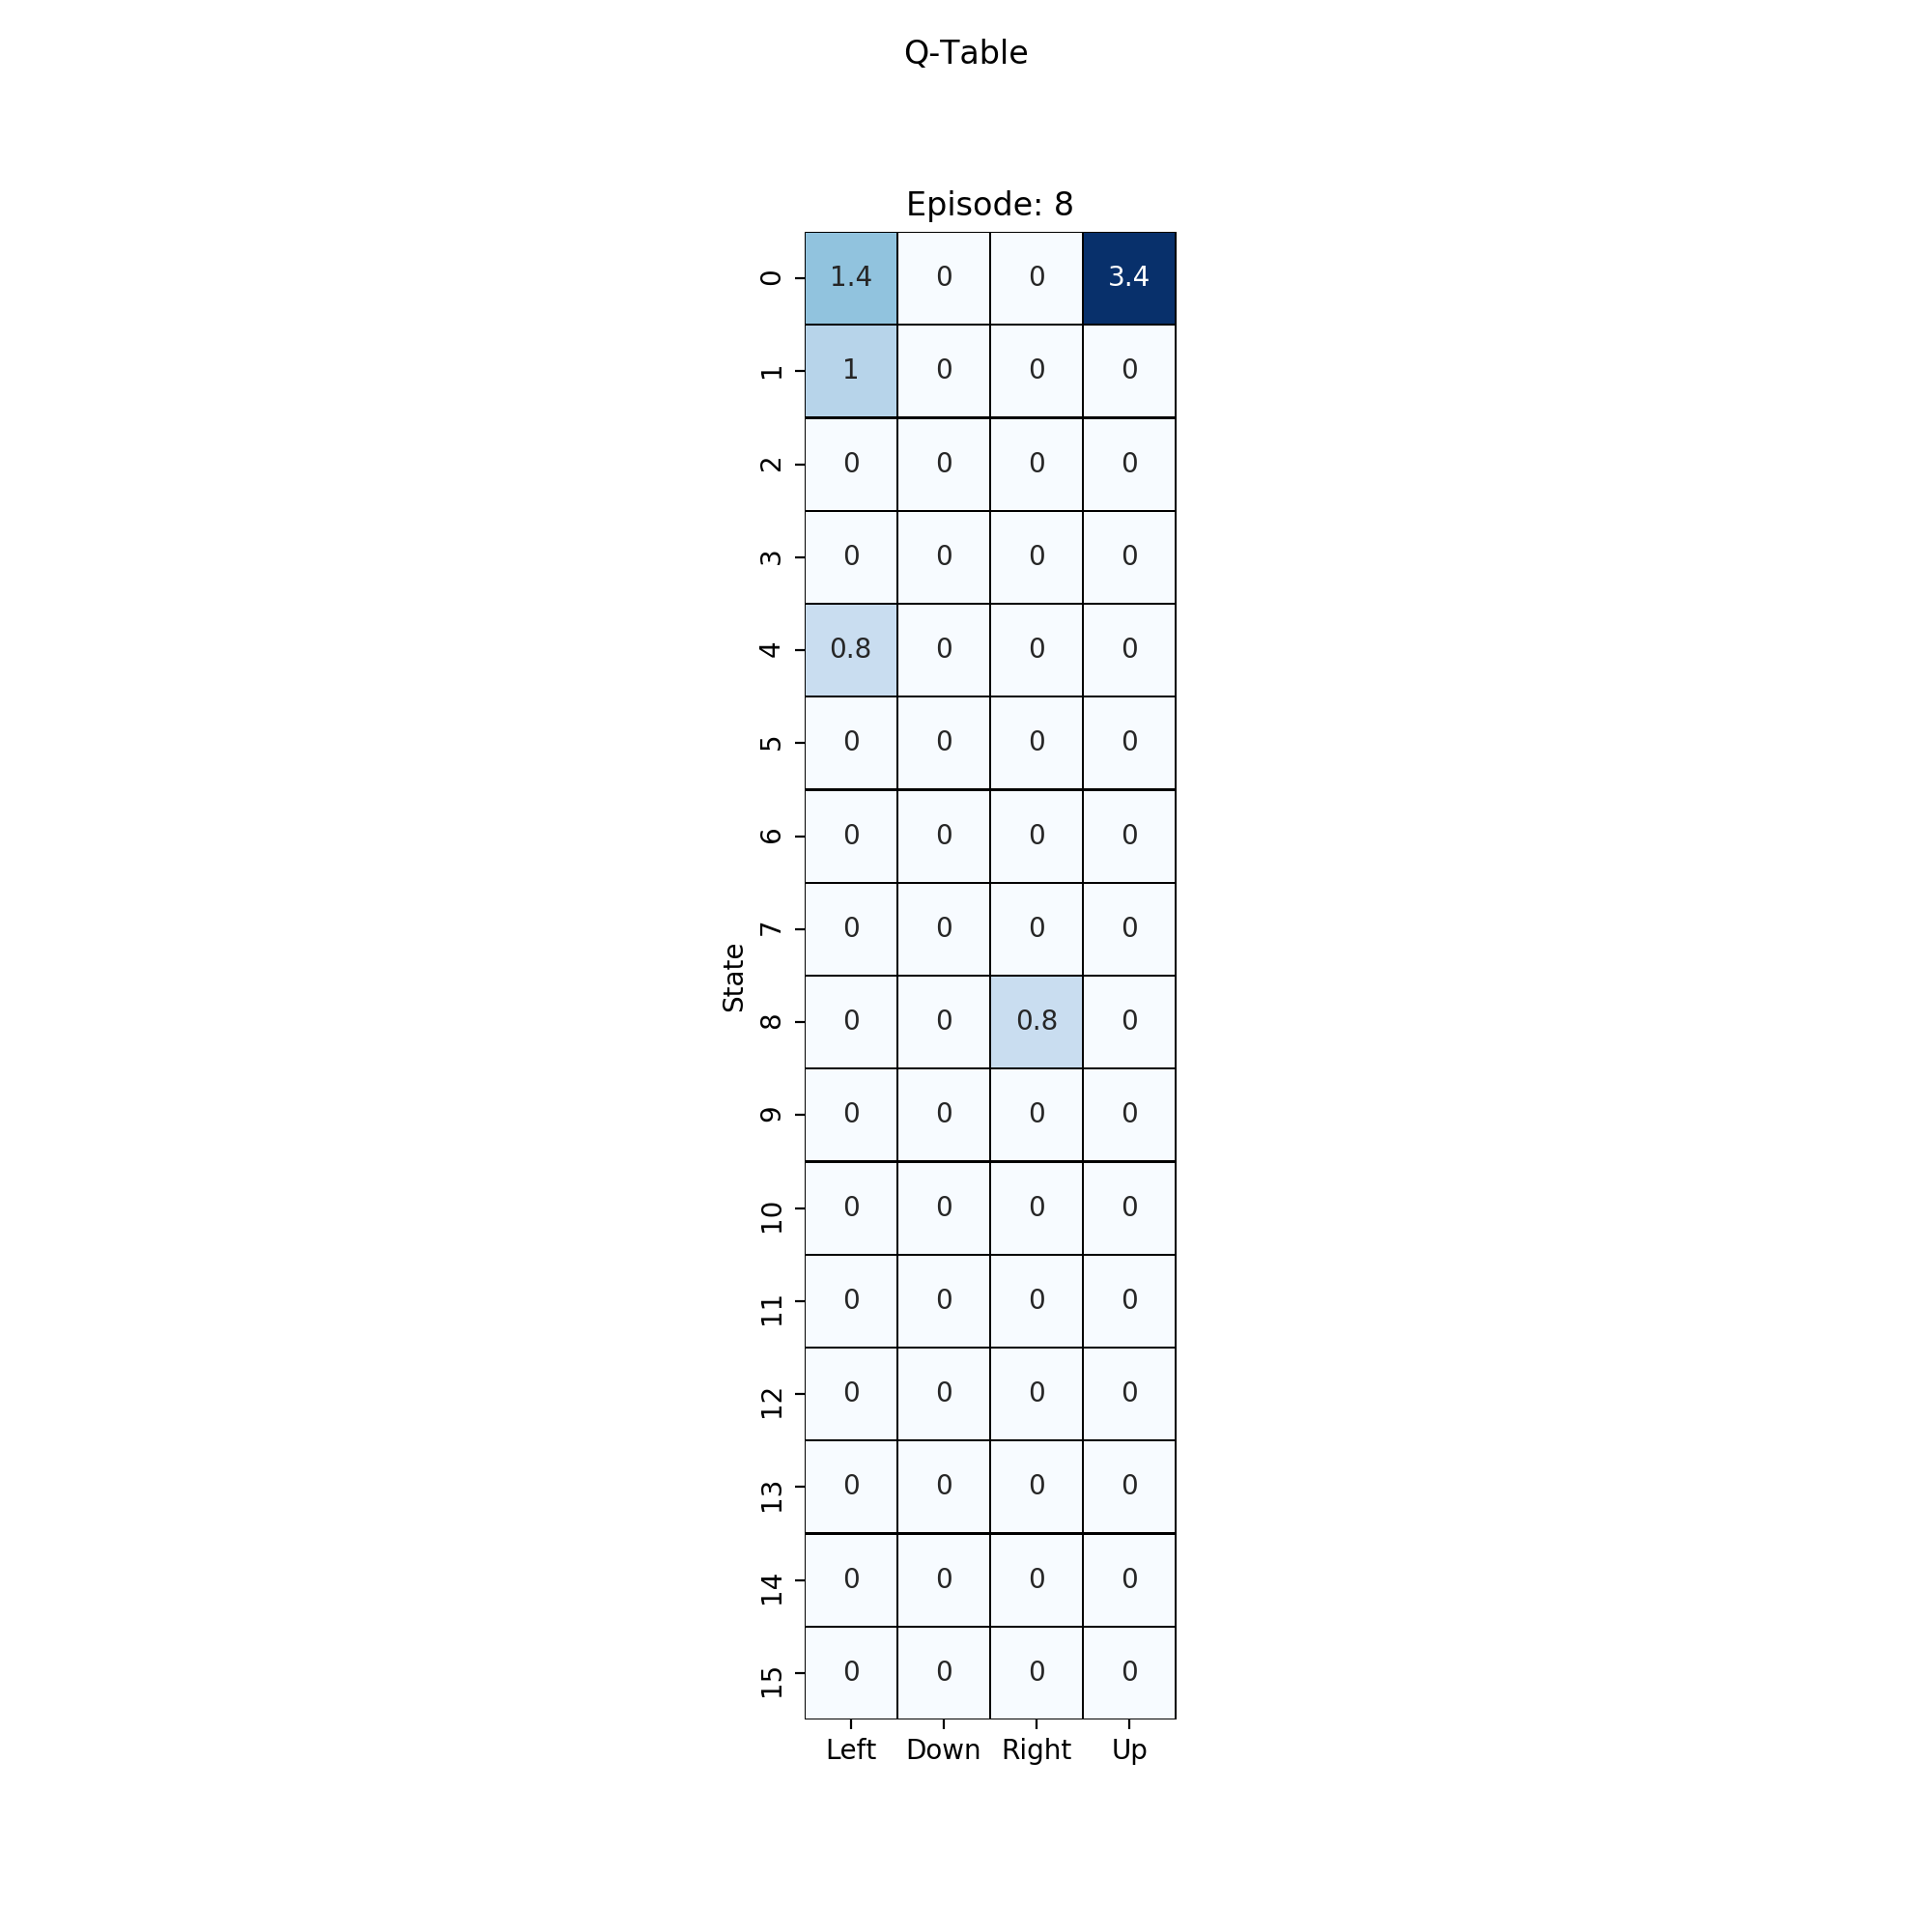 Q-Table
Episode: 8
State
0 1.4 0 0 3.4
1 1 0 0 0
2 0 0 0 0
3 0 0 0 0
4 0.8 0 0 0
5 0 0 0 0
6 0 0 0 0
7 0 0 0 0
8 0 0 0.8 0
9 0 0 0 0
10 0 0 0 0
11 0 0 0 0
12 0 0 0 0
13 0 0 0 0
14 0 0 0 0
15 0 0 0 0
Left Down Right Up